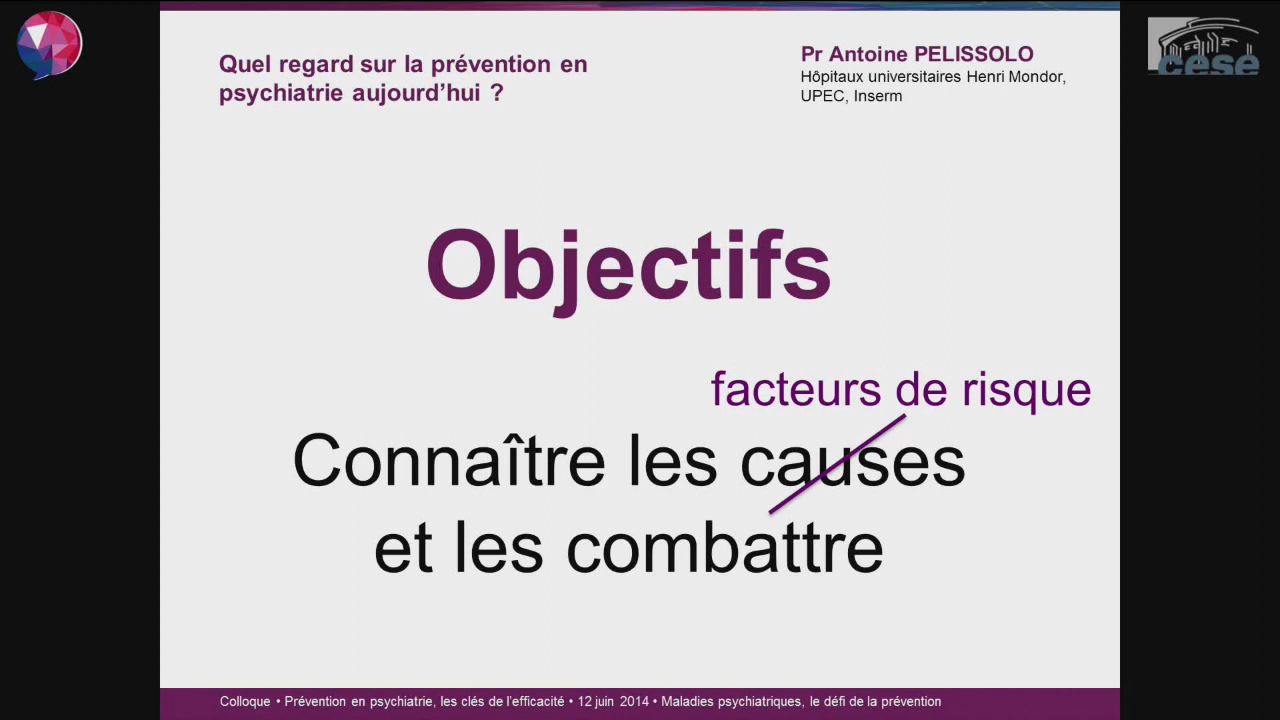 Quel regard sur la prévention en
psychiatrie aujourd’hui ?
Pr Antoine PELISSOLO
Hôpitaux universitaires Henri Mondor,
UPEC, Inserm
cese
Objectifs
facteurs de risque
Connaître les causes
et les combattre
Colloque • Prévention en psychiatrie, les clés de l’efficacité • 12 juin 2014 • Maladies psychiatriques, le défi de la prévention